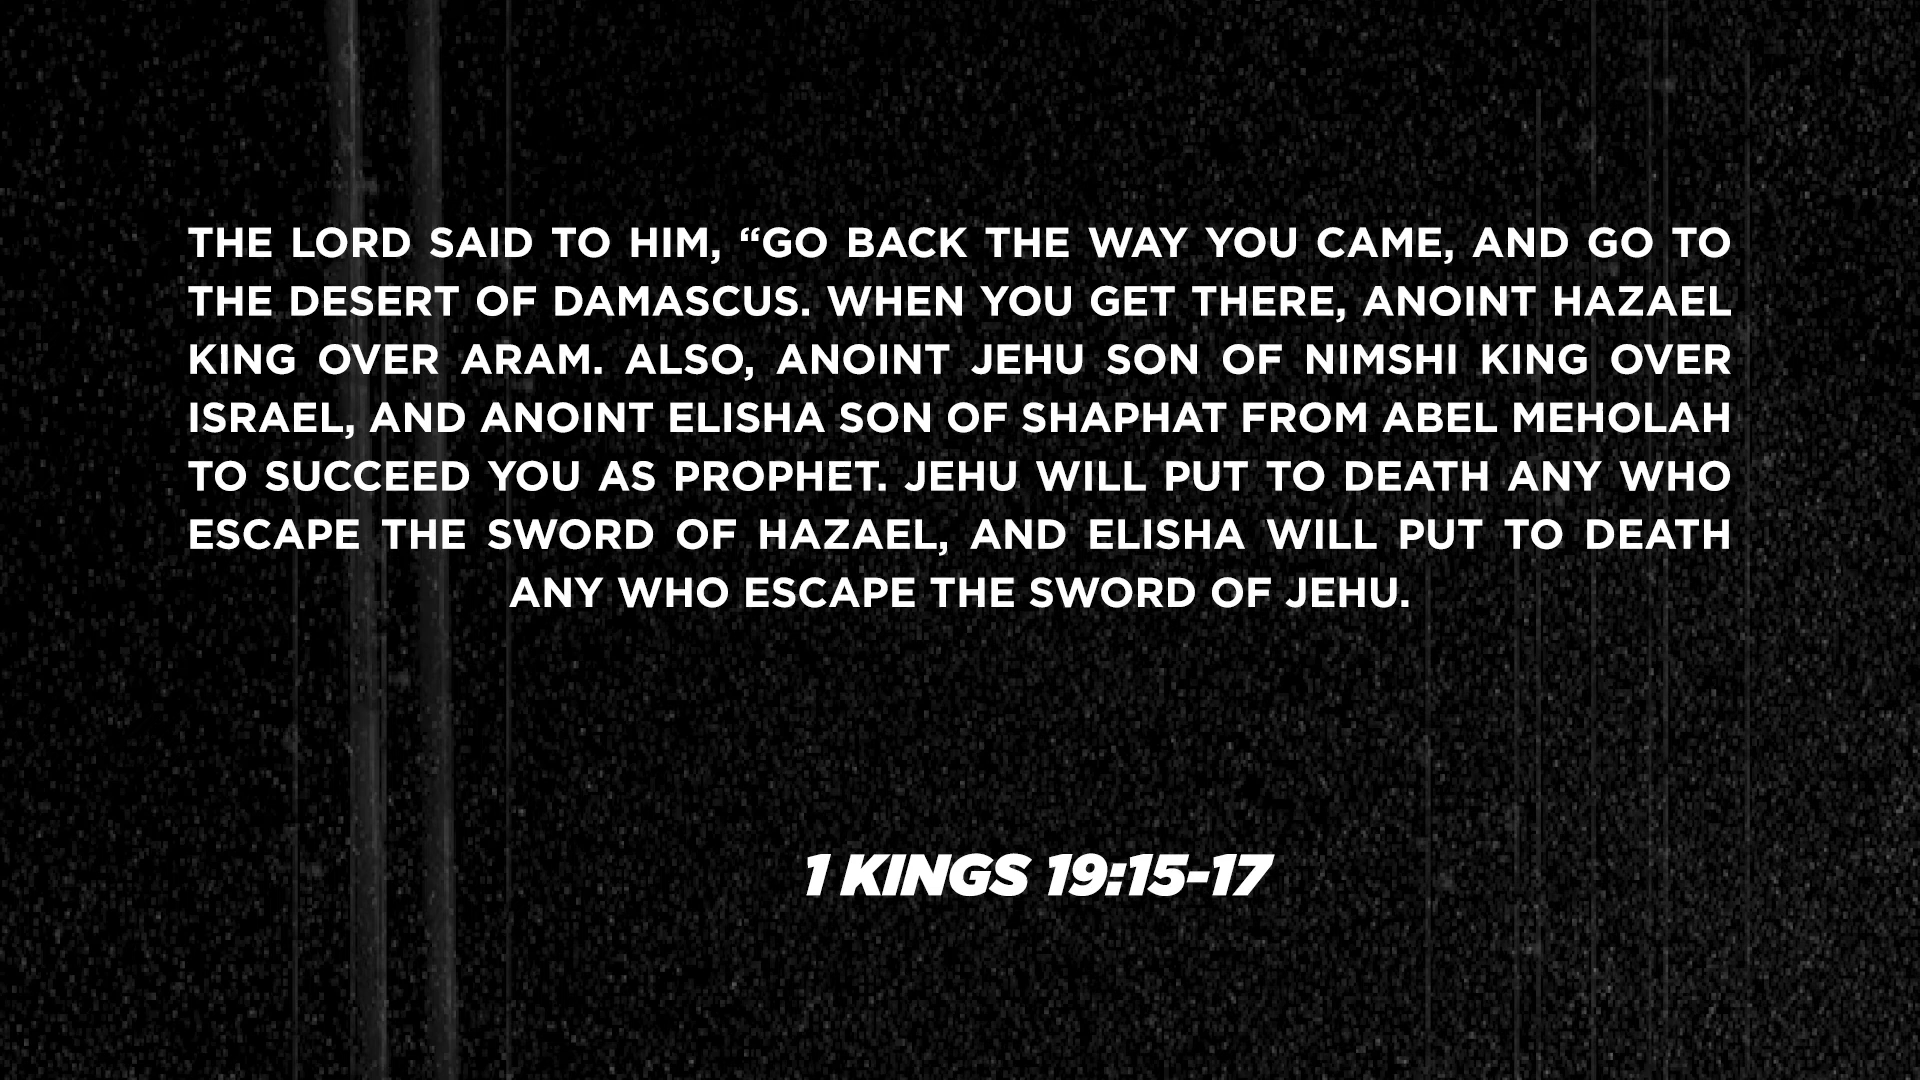 THE LORD SAID TO HIM, “GO BACK THE WAY YOU CAME, AND GO TO
THE DESERT OF DAMASCUS. WHEN YOU GET THERE, ANOINT HAZAEL
KING OVER ARAM. ALSO, ANOINT JEHU SON OF NIMSHI KING OVER
ISRAEL, AND ANOINT ELISHA SON OF SHAPHAT FROM ABEL MEHOLAH
TO SUCCEED YOU AS PROPHET. JEHU WILL PUT TO DEATH ANY WHO
ESCAPE THE SWORD OF HAZAEL, AND ELISHA WILL PUT TO DEATH
ANY WHO ESCAPE THE SWORD OF JEHU.
1 KINGS 19:15-17